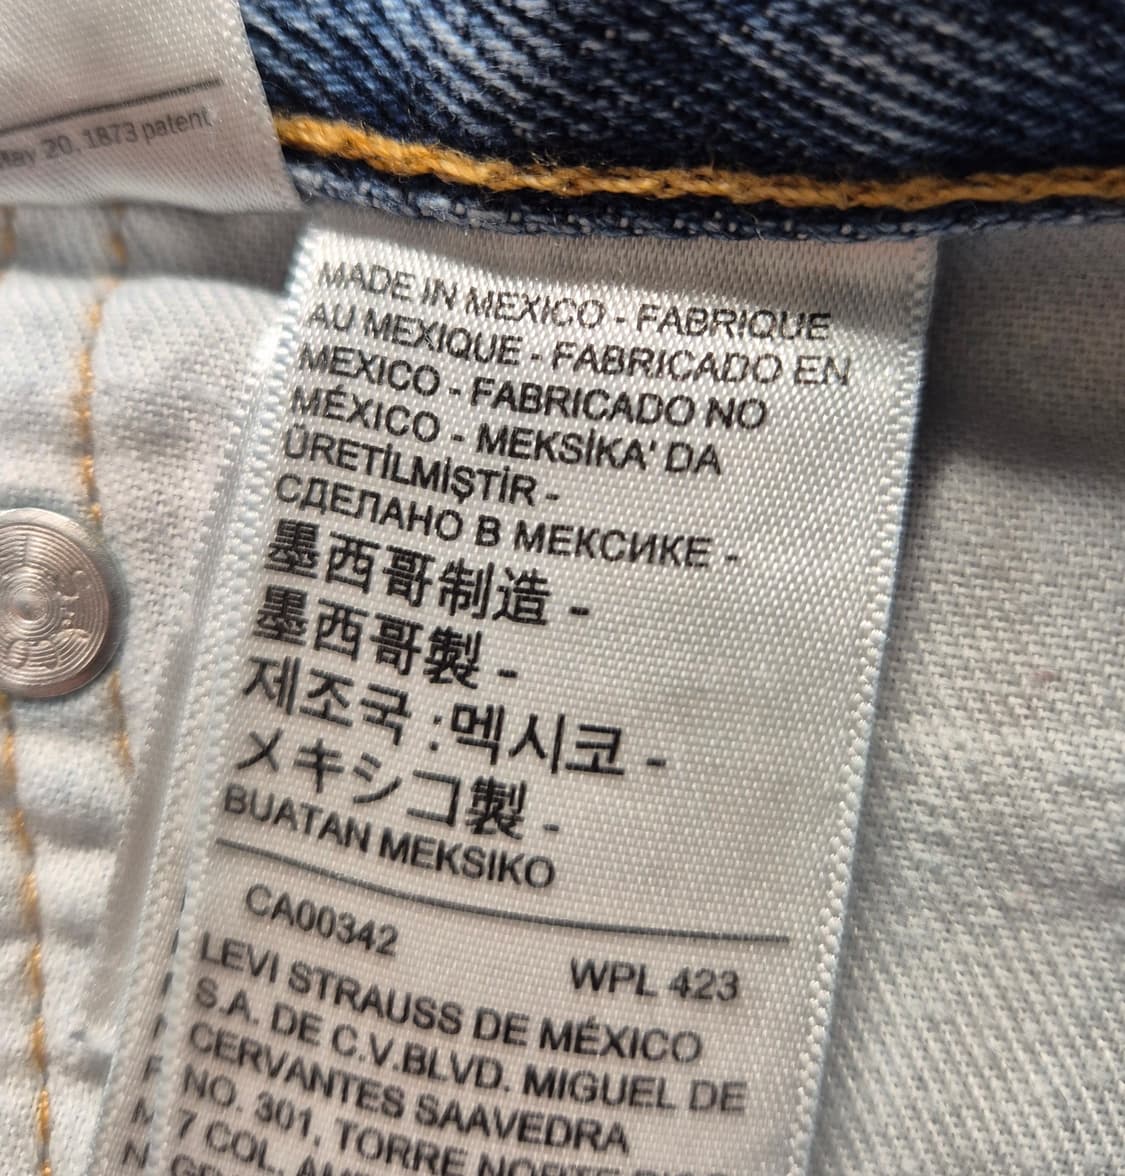 May 20, 1873 patent
MADE IN MEXICO - FABRIQUE
AU MEXIQUE - FABRICADO EN
MEXICO - FABRICADO NO
MÉXICO - MEKSİKA' DA
ÜRETİLMİŞTİR -
СДЕЛАНО В МЕКСИКЕ -
墨西哥制造 -
墨西哥製 -
제조국 : 멕시코 -
メキシコ製 -
BUATAN MEKSIKO
CA00342
WPL 423
LEVI STRAUSS DE MÉXICO
S.A. DE C.V.BLVD. MIGUEL DE
CERVANTES SAAVEDRA
NO. 301, TORRE NORTE
7 COL.